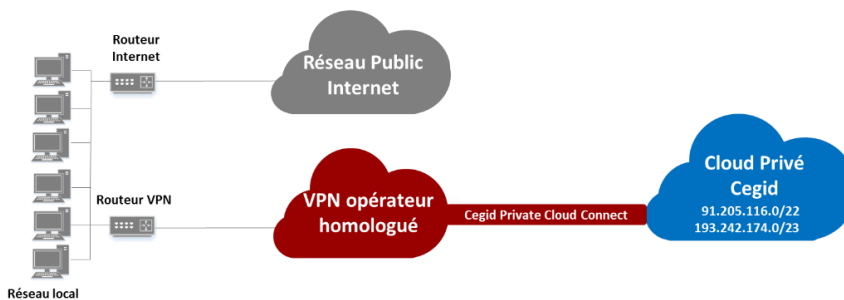 Routeur
Internet
Réseau Public
Internet
Routeur VPN
VPN opérateur
homologué
Cegid Private Cloud Connect
Cloud Privé
Cegid
91.205.116.0/22
193.242.174.0/23
Réseau local